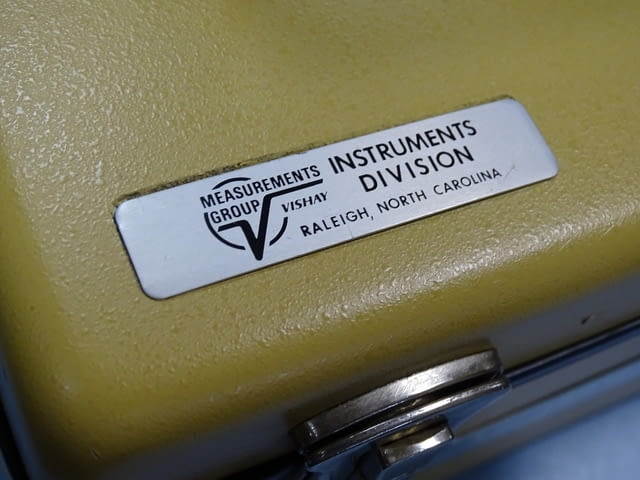 MEASUREMENTS
GROUP
VISHAY
INSTRUMENTS
DIVISION
RALEIGH, NORTH CAROLINA